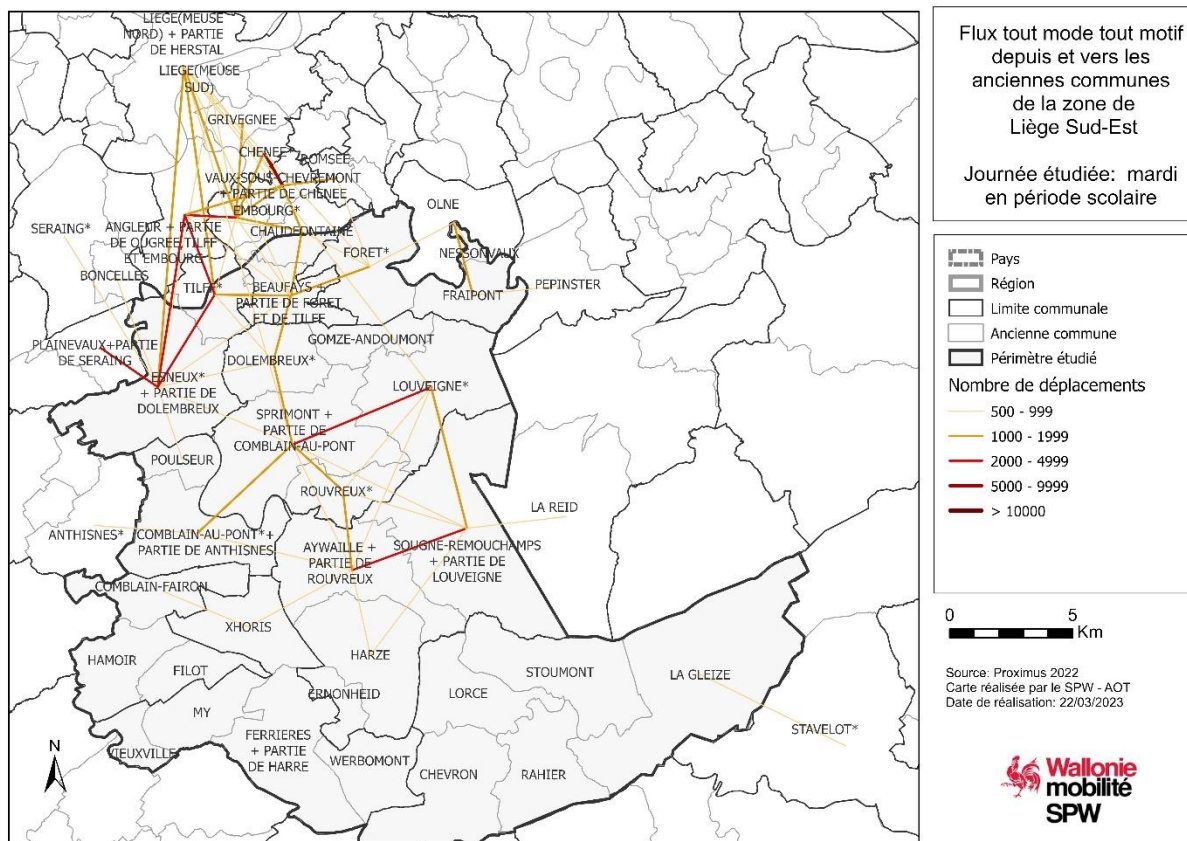 LIEGE(MEUSE
NORD) + PARTIE
DE HERSTAL
LIEGE(MEUSE
SUD)
GRIVEGNEE
CHENEE*
ROMSEE
VAUX-SOUS-CHEVREMONT
+ PARTIE DE CHENEE
EMBOURG*
OLNE
SERAING*
ANGLEUR + PARTIE
DE OUGREE,TILFF
ET EMBOURG
CHAUDFONTAINE
FORET*
NESSONVAUX
BONCELLES
TILFF*
BEAUFAYS +
PARTIE DE FORET
ET DE TILFF
FRAIPONT
PEPINSTER
PLAINEVAUX+PARTIE
DE SERAING
GOMZE-ANDOUMONT
DOLEMBREUX*
ESNEUX*
+ PARTIE DE
DOLEMBREUX
LOUVEIGNE*
SPRIMONT +
PARTIE DE
COMBLAIN-AU-PONT
POULSEUR
ROUVREUX*
LA REID
ANTHISNES*
COMBLAIN-AU-PONT*+
PARTIE DE ANTHISNES
AYWAILLE +
PARTIE DE
ROUVREUX
SOUGNE-REMOUCHAMPS
+ PARTIE DE
LOUVEIGNE
COMBLAIN-FAIRON
XHORIS
HAMOIR
FILOT
HARZE
STOUMONT
LA GLEIZE
ERNONHEID
LORCE
MY
STAVELOT*
VIEUXVILLE
FERRIERES
+ PARTIE
DE HARRE
WERBOMONT
CHEVRON
RAHIER
N
Flux tout mode tout motif
depuis et vers les
anciennes communes
de la zone de
Liège Sud-Est
Journée étudiée: mardi
en période scolaire
Pays
Région
Limite communale
Ancienne commune
Périmètre étudié
Nombre de déplacements
500 - 999
1000 - 1999
2000 - 4999
5000 - 9999
> 10000
0 5
Km
Source: Proximus 2022
Carte réalisée par le SPW - AOT
Date de réalisation: 22/03/2023
Wallonie
mobilité
SPW